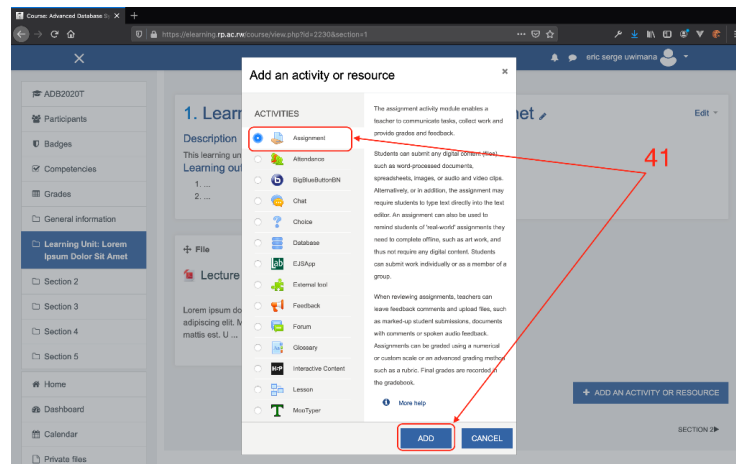 Course: Advanced Database Sy
https://elearning.rp.ac.rw/course/view.php?id=2230&section=1
eric serge uwimana
ADB2020T
Participants
Badges
Competencies
Grades
General information
Learning Unit: Lorem
Ipsum Dolor Sit Amet
Section 2
Section 3
Section 4
Section 5
Home
Dashboard
Calendar
Private files
1. Learn
met
Edit
Description
This learning un
Learning out
1. ...
2. ...
File
Lecture
Lorem ipsum do
adipiscing elit. M
mattis est. U ...
Add an activity or resource
×
ACTIVITIES
Assignment
Attendance
BigBlueButtonBN
Chat
Choice
Database
EJSApp
External tool
Feedback
Forum
Glossary
H5P Interactive Content
Lesson
MooTyper
The assignment activity module enables a
teacher to communicate tasks, collect work and
provide grades and feedback.
Students can submit any digital content (files),
such as word-processed documents,
spreadsheets, images, or audio and video clips.
Alternatively, or in addition, the assignment may
require students to type text directly into the text
editor. An assignment can also be used to
remind students of 'real-world' assignments they
need to complete offline, such as art work, and
thus not require any digital content. Students
can submit work individually or as a member of a
group.
When reviewing assignments, teachers can
leave feedback comments and upload files, such
as marked-up student submissions, documents
with comments or spoken audio feedback.
Assignments can be graded using a numerical
or custom scale or an advanced grading method
such as a rubric. Final grades are recorded in
the gradebook.
More help
ADD
CANCEL
41
+ ADD AN ACTIVITY OR RESOURCE
SECTION 2